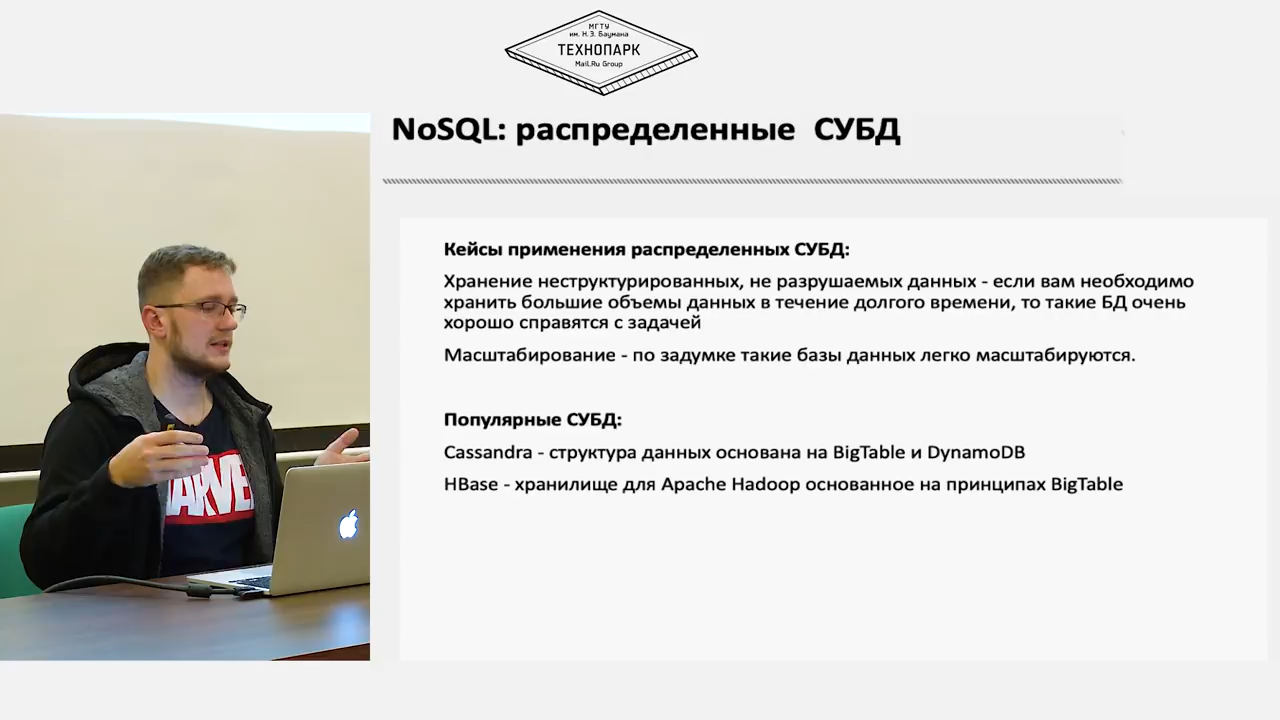 МГТУ
им. Н.Э. Баумана
ТЕХНОПАРК
Mail.Ru Group
NoSQL: распределенные СУБД
Кейсы применения распределенных СУБД:
Хранение неструктурированных, не разрушаемых данных - если вам необходимо
хранить большие объемы данных в течение долгого времени, то такие БД очень
хорошо справятся с задачей
Масштабирование - по задумке такие базы данных легко масштабируются.
Популярные СУБД:
Cassandra - структура данных основана на BigTable и DynamoDB
HBase - хранилище для Apache Hadoop основанное на принципах BigTable
MARVEL